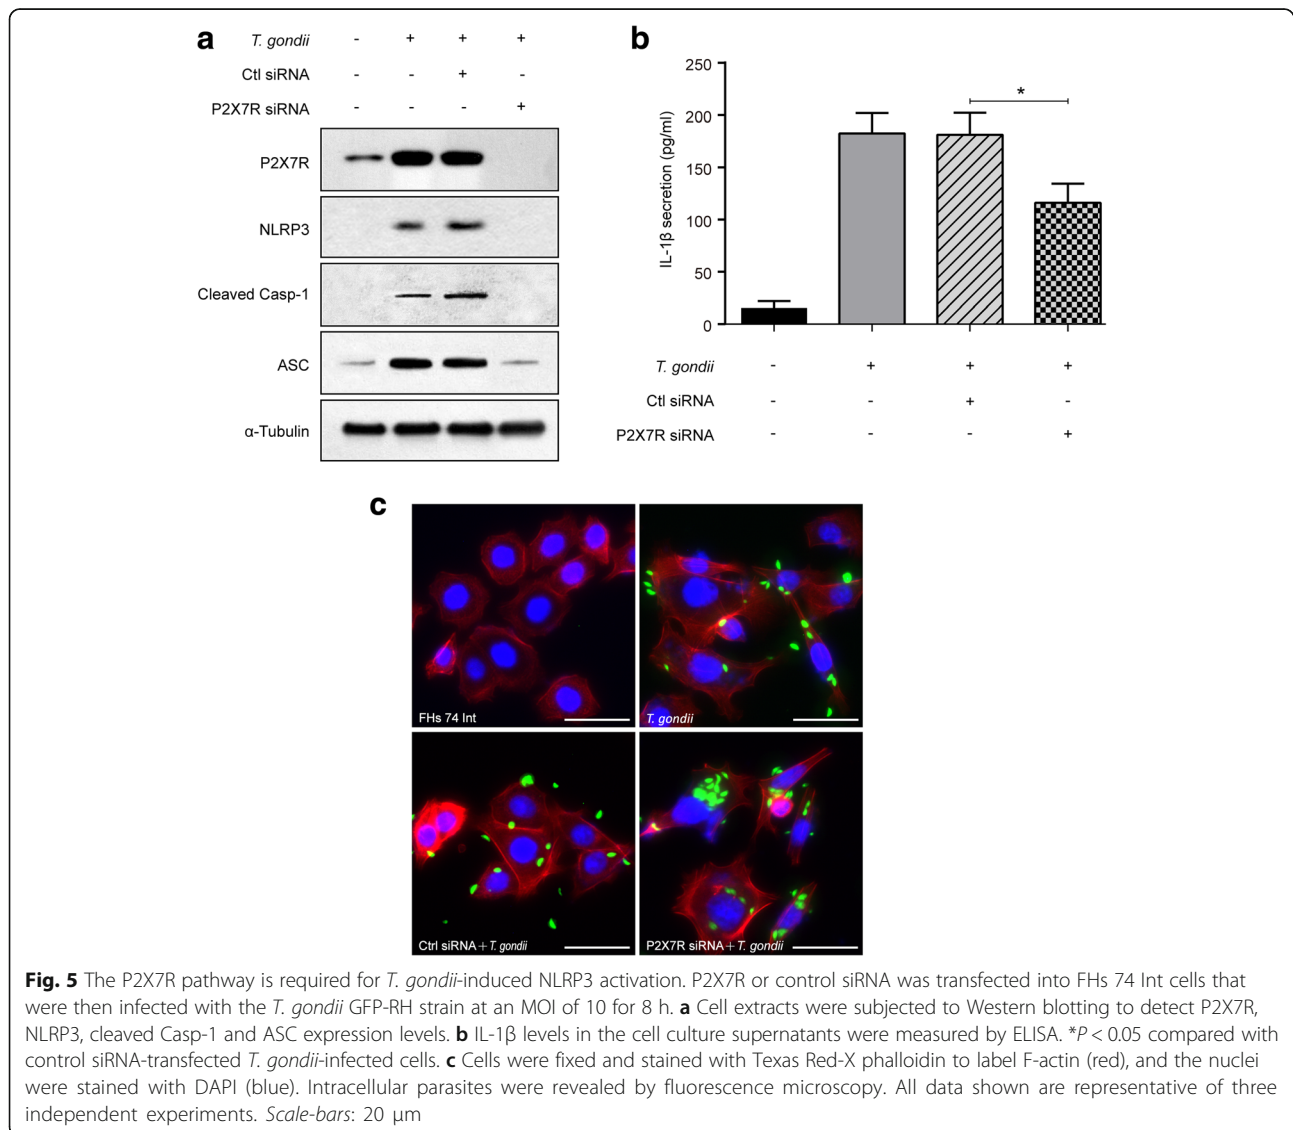 a
T. gondii - + + +
Ctl siRNA - - + -
P2X7R siRNA - - - +
P2X7R
NLRP3
Cleaved Casp-1
ASC
α-Tubulin
b
250
200
150
100
50
0
IL-1β secretion (pg/ml)
*
T. gondii - + + +
Ctl siRNA - - + -
P2X7R siRNA - - - +
c
FHs 74 Int
T. gondii
Ctrl siRNA+T. gondii
P2X7R siRNA+T. gondii
Fig. 5 The P2X7R pathway is required for T. gondii-induced NLRP3 activation. P2X7R or control siRNA was transfected into FHs 74 Int cells that
were then infected with the T. gondii GFP-RH strain at an MOI of 10 for 8 h. a Cell extracts were subjected to Western blotting to detect P2X7R,
NLRP3, cleaved Casp-1 and ASC expression levels. b IL-1β levels in the cell culture supernatants were measured by ELISA. *P < 0.05 compared with
control siRNA-transfected T. gondii-infected cells. c Cells were fixed and stained with Texas Red-X phalloidin to label F-actin (red), and the nuclei
were stained with DAPI (blue). Intracellular parasites were revealed by fluorescence microscopy. All data shown are representative of three
independent experiments. Scale-bars: 20 μm